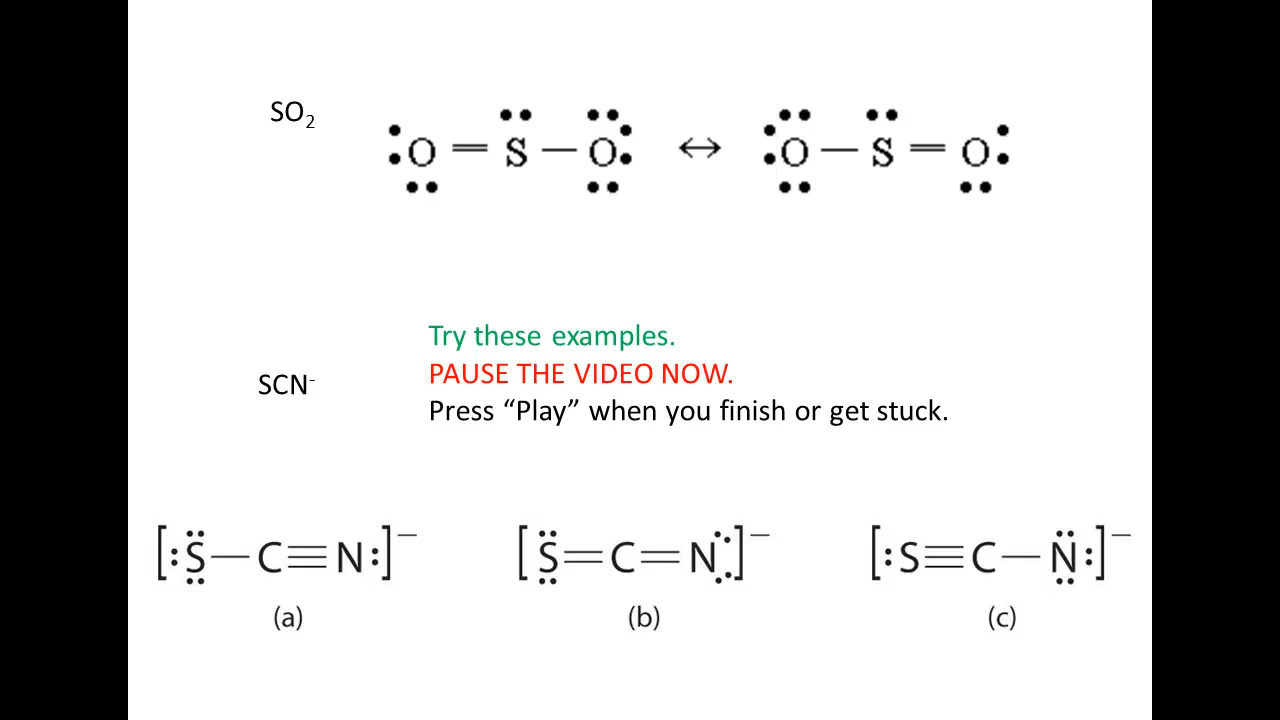 SO₂
O = S — O ↔ O — S = O
Try these examples.
PAUSE THE VIDEO NOW.
SCN⁻
Press “Play” when you finish or get stuck.
[:S̤̈—C≡N:]⁻ [S̤̈=C=N̤̈]⁻ [:S≡C—N̤̈:]⁻
(a) (b) (c)